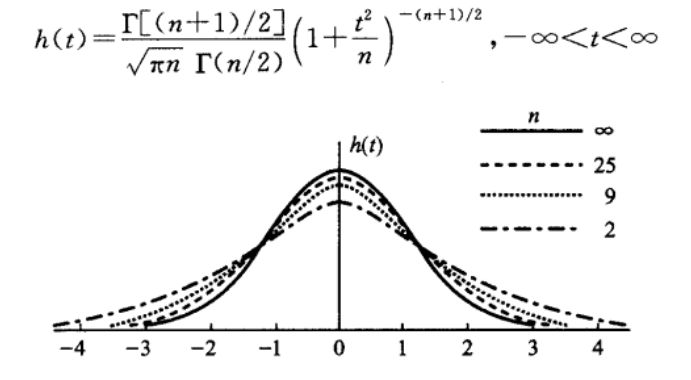 h(t)=Γ[(n+1)/2]/(√(πn) Γ(n/2)) (1+t²/n)^{-(n+1)/2}, -∞<t<∞
n
h(t)
∞
25
9
2
-4 -3 -2 -1 0 1 2 3 4